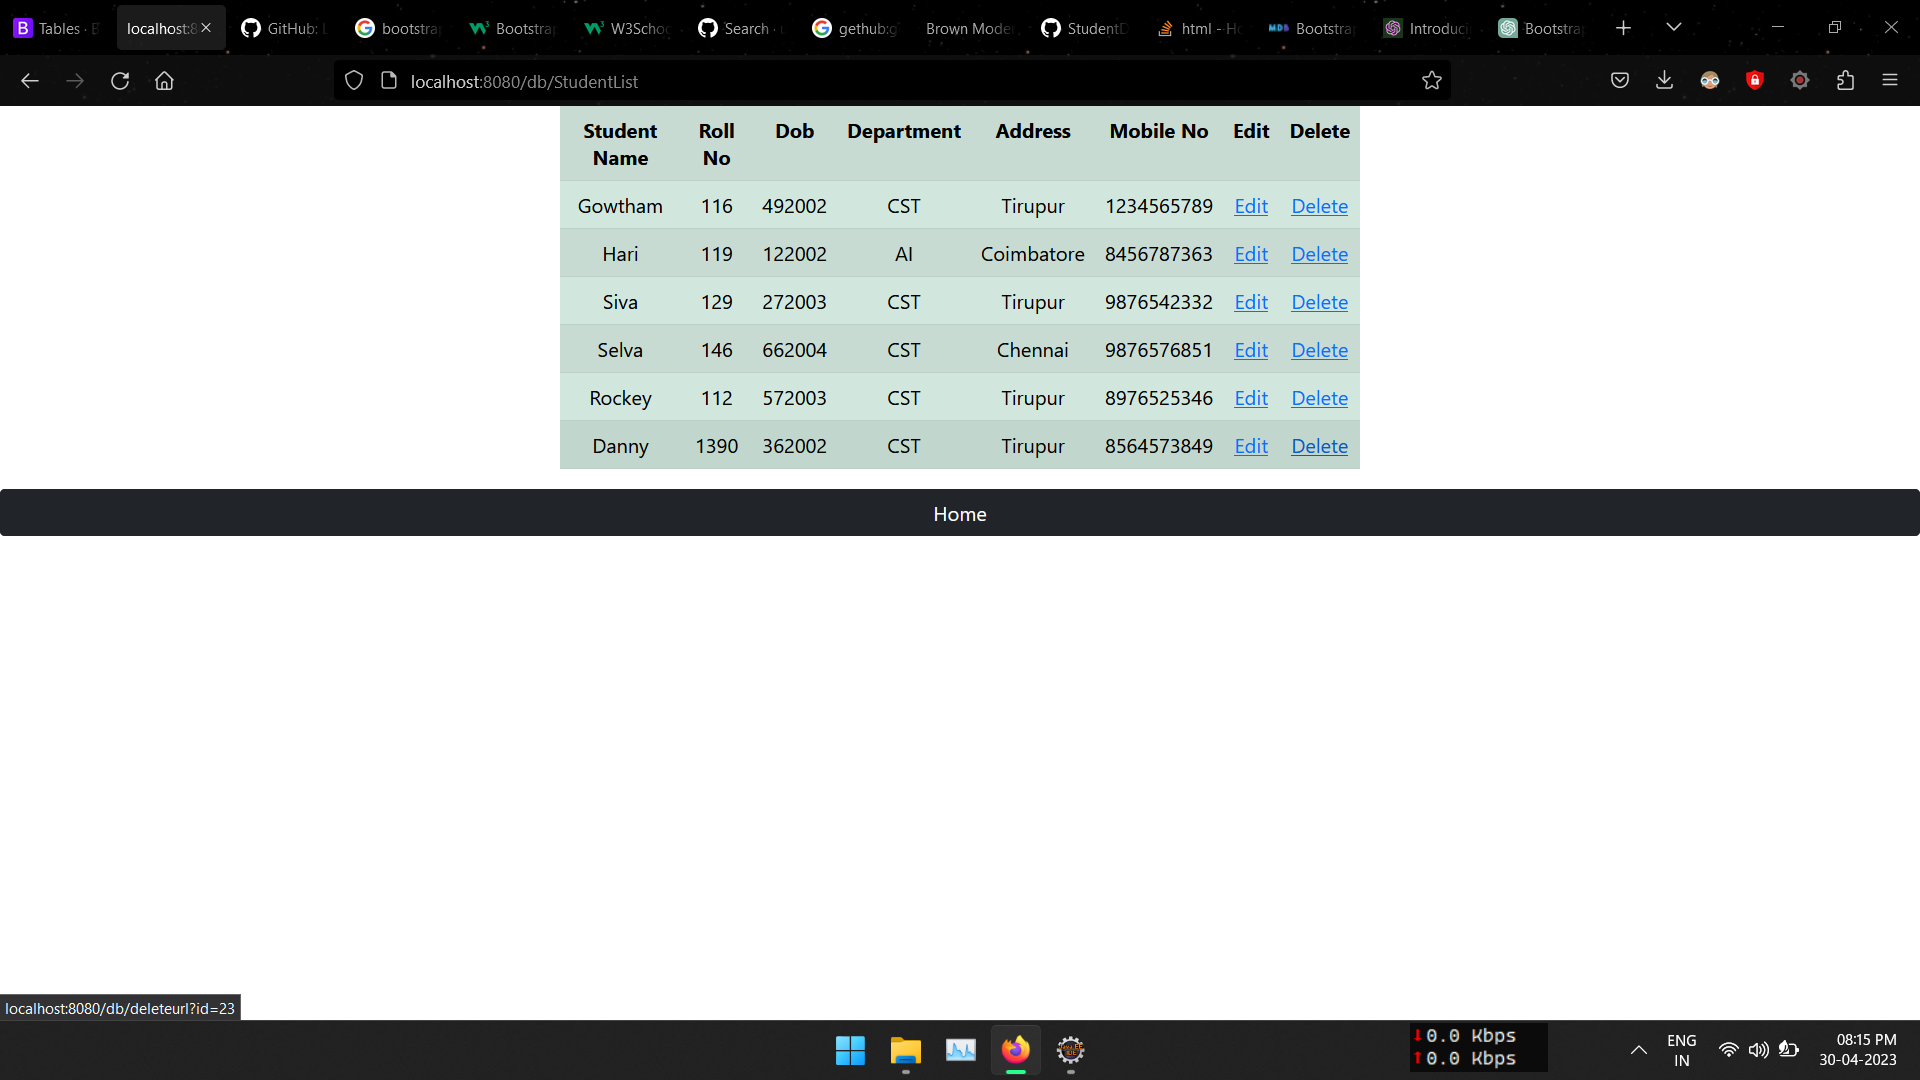 Tables · B
localhost:8
GitHub: L
bootstra
Bootstra
W3Schoo
Search ·
gethub:g
Brown Mode
StudentD
html - Ho
Bootstra
Introduci
Bootstra
localhost:8080/db/StudentList
Student Name Roll No Dob Department Address Mobile No Edit Delete
Gowtham 116 492002 CST Tirupur 1234565789 Edit Delete
Hari 119 122002 AI Coimbatore 8456787363 Edit Delete
Siva 129 272003 CST Tirupur 9876542332 Edit Delete
Selva 146 662004 CST Chennai 9876576851 Edit Delete
Rockey 112 572003 CST Tirupur 8976525346 Edit Delete
Danny 1390 362002 CST Tirupur 8564573849 Edit Delete
Home
localhost:8080/db/deleteurl?id=23
0.0 Kbps
0.0 Kbps
ENG
IN
08:15 PM
30-04-2023